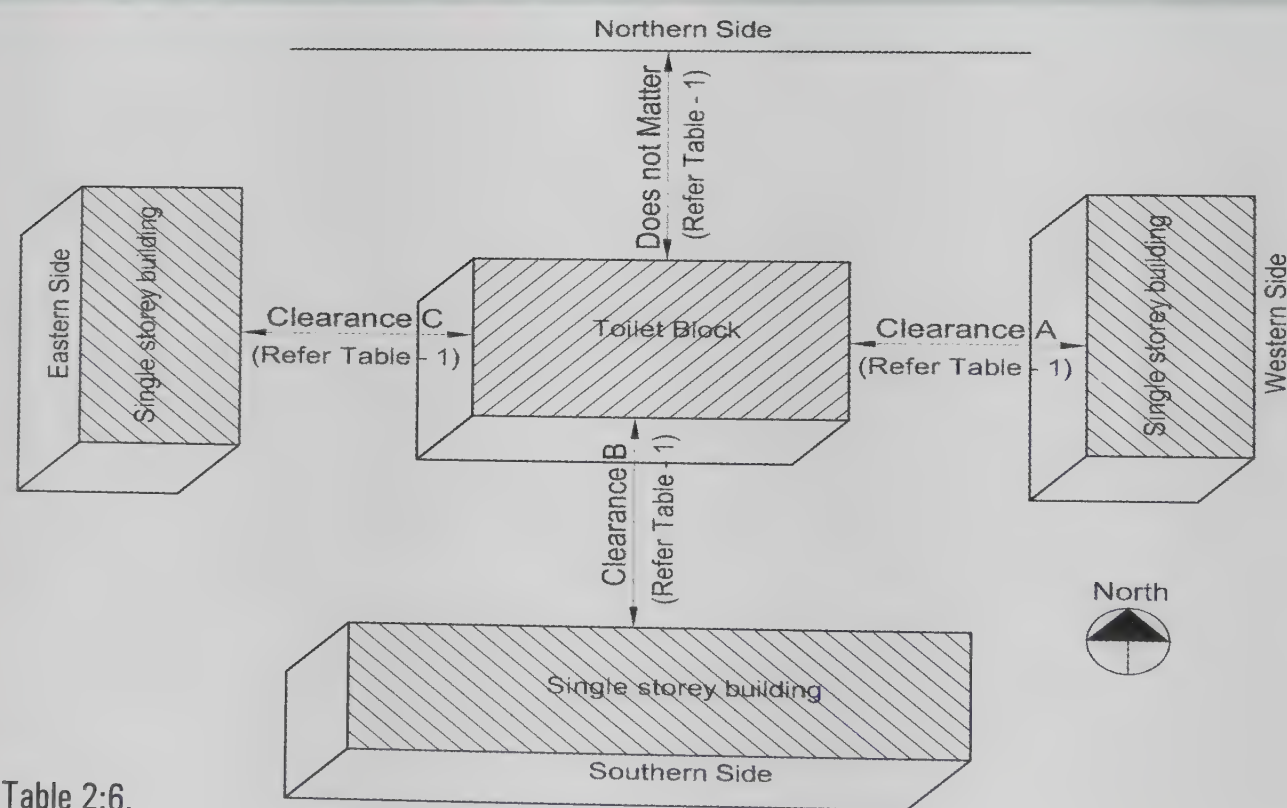 Northern Side
Does not Matter
(Refer Table - 1)
Eastern Side
Single storey building
Clearance C
(Refer Table - 1)
Toilet Block
Clearance A
(Refer Table - 1)
Single storey building
Western Side
Clearance B
(Refer Table - 1)
North
Single storey building
Southern Side
Table 2:6.